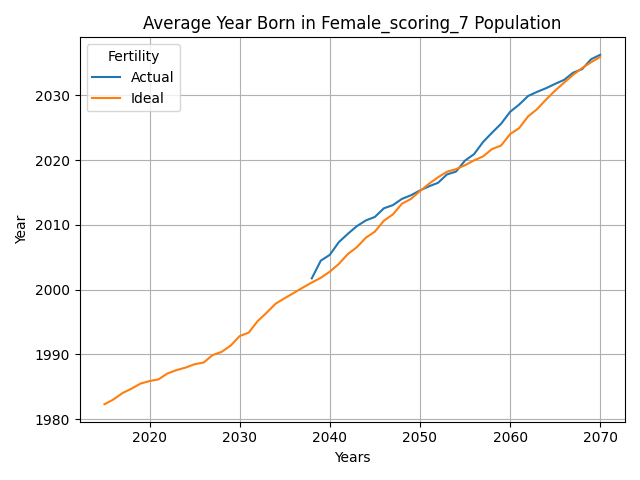 Average Year Born in Female_scoring_7 Population
Fertility
Actual
Ideal
Year
2030
2020
2010
2000
1990
1980
2020 2030 2040 2050 2060 2070
Years